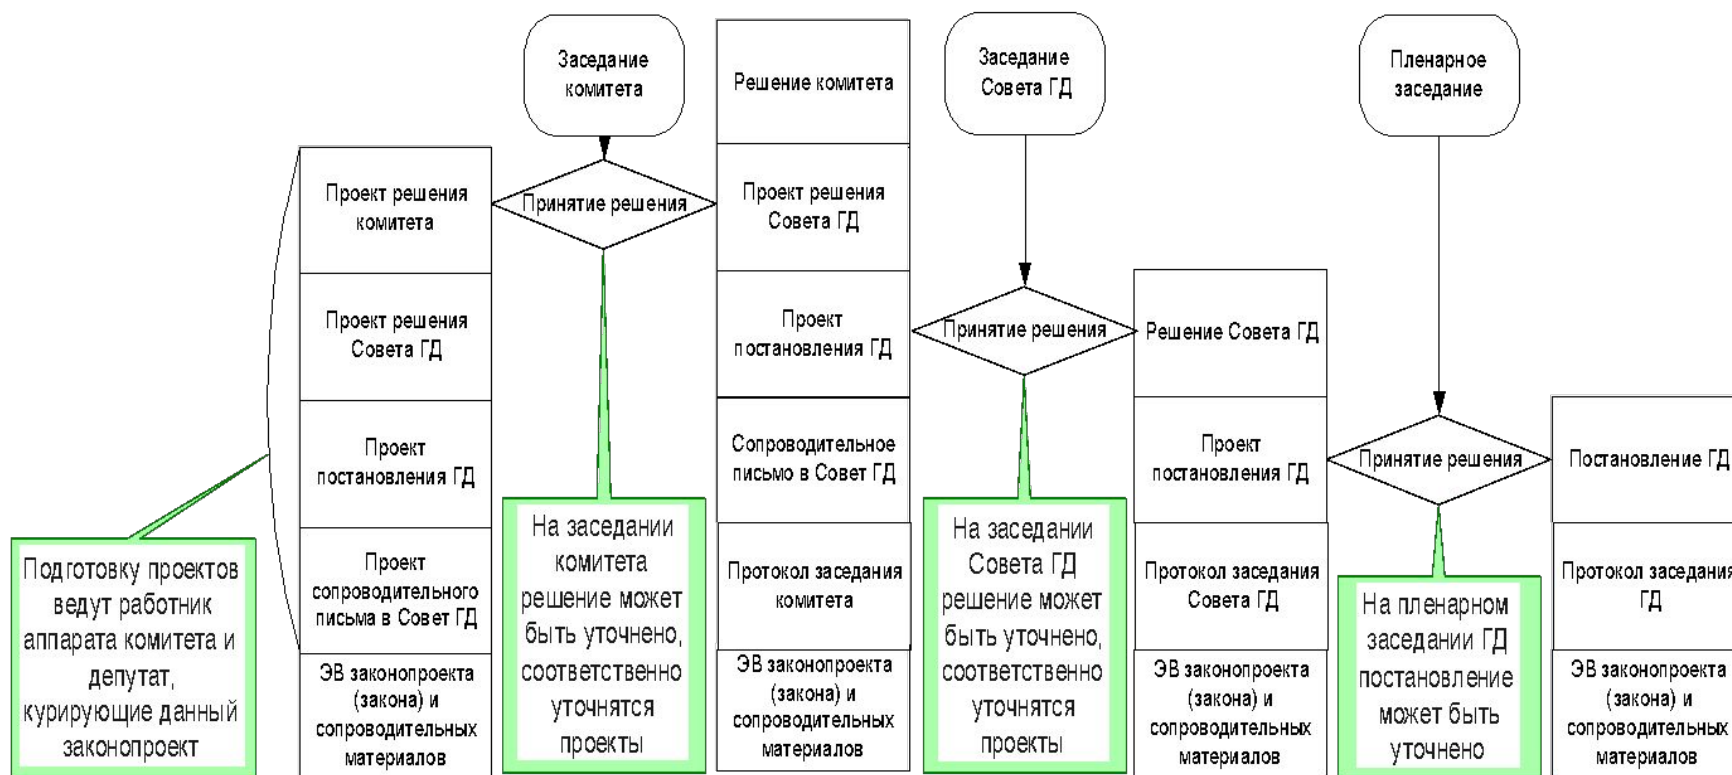 Заседание
комитета
Решение комитета
Заседание
Совета ГД
Пленарное
заседание
Проект решения
комитета
Принятие решения
Проект решения
Совета ГД
Проект решения
Совета ГД
Проект
постановления ГД
Принятие решения
Решение Совета ГД
Проект
постановления ГД
Сопроводительное
письмо в Совет ГД
Проект
постановления ГД
Принятие решения
Постановление ГД
Подготовку проектов
ведут работник
аппарата комитета и
депутат,
курирующие данный
законопроект
Проект
сопроводительного
письма в Совет ГД
На заседании
комитета
решение может
быть уточнено,
соответственно
уточнятся
проекты
Протокол заседания
комитета
На заседании
Совета ГД
решение может
быть уточнено,
соответственно
уточнятся
проекты
Протокол заседания
Совета ГД
На пленарном
заседании ГД
постановление
может быть
уточнено
Протокол заседания
ГД
ЭВ законопроекта
(закона) и
сопроводительных
материалов
ЭВ законопроекта
(закона) и
сопроводительных
материалов
ЭВ законопроекта
(закона) и
сопроводительных
материалов
ЭВ законопроекта
(закона) и
сопроводительных
материалов